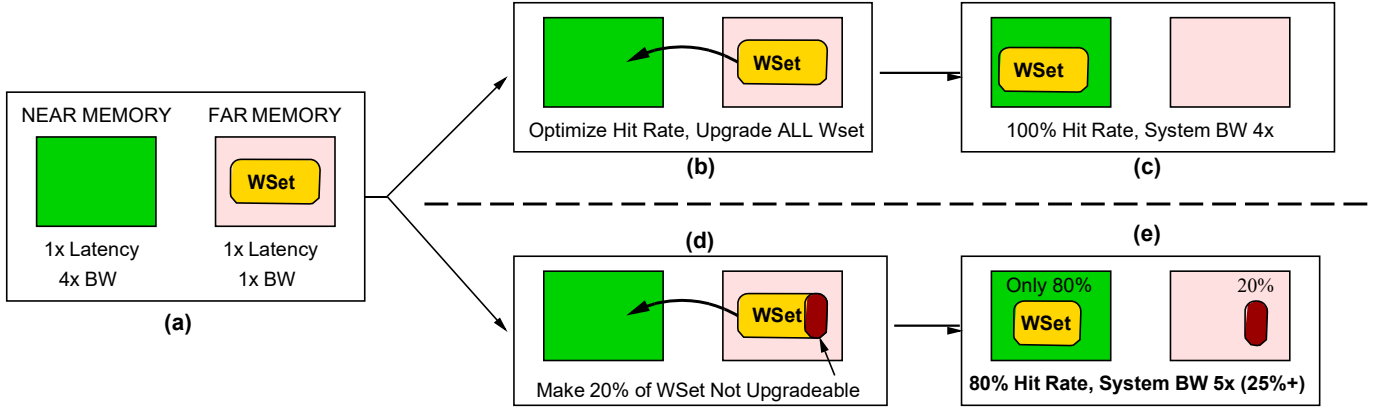 NEAR MEMORY
FAR MEMORY
WSet
1x Latency
4x BW
1x Latency
1x BW
(a)
WSet
Optimize Hit Rate, Upgrade ALL Wset
(b)
WSet
100% Hit Rate, System BW 4x
(c)
(d)
WSet
Make 20% of WSet Not Upgradeable
(e)
Only 80%
WSet
20%
80% Hit Rate, System BW 5x (25%+)